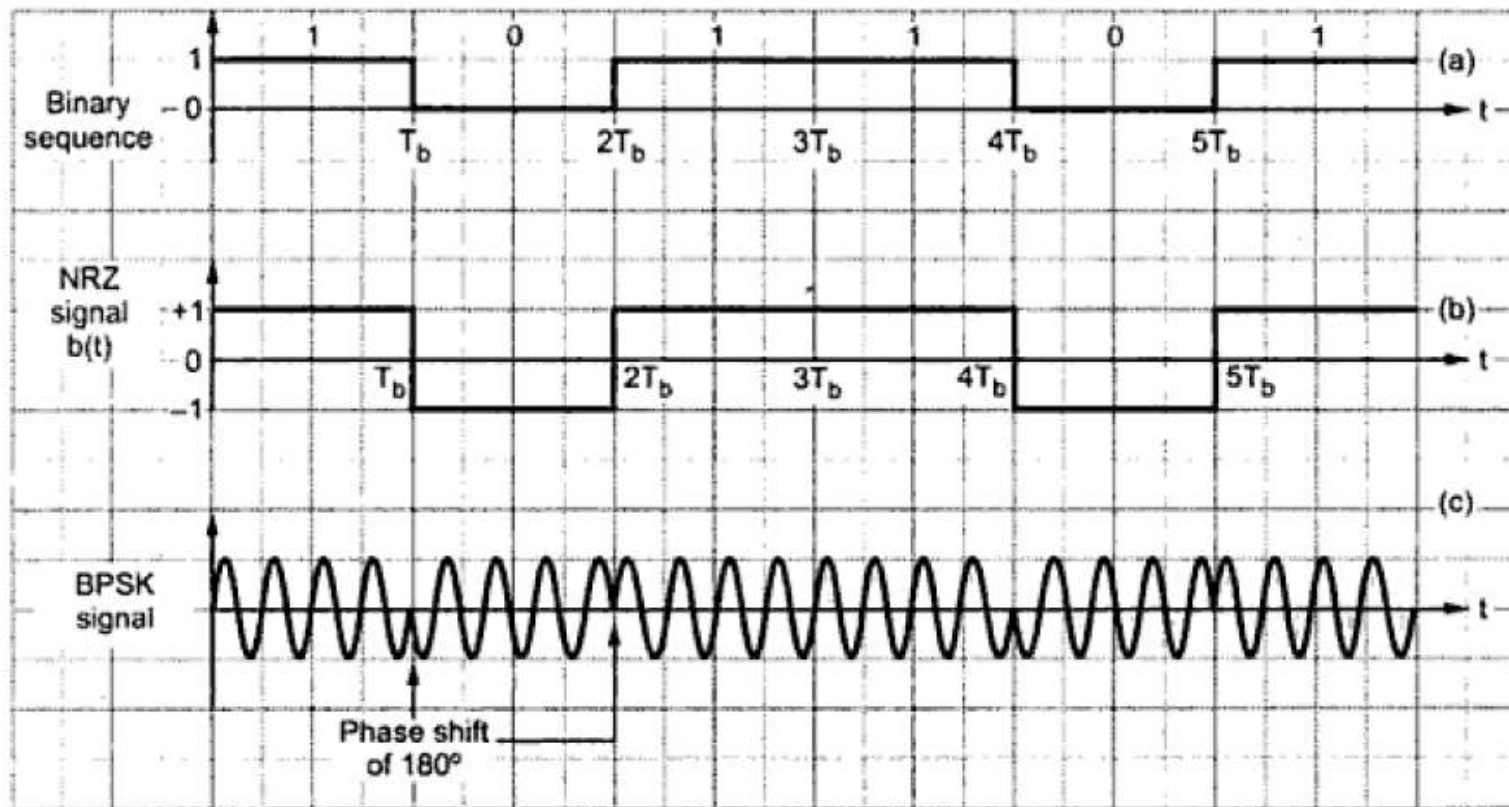 1 0 1 1 0 1
1
(a)
Binary
sequence
0
t
T_b 2T_b 3T_b 4T_b 5T_b
NRZ
signal
b(t)
+1
(b)
0
t
T_b 2T_b 3T_b 4T_b 5T_b
–1
(c)
BPSK
signal
t
Phase shift
of 180º